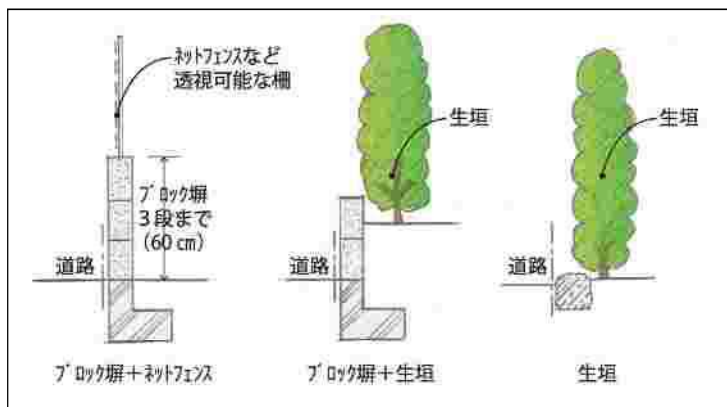 ネットフェンスなど
透視可能な柵
ブロック塀
3段まで
(60㎝)
道路
ブロック塀+ネットフェンス
生垣
道路
ブロック塀+生垣
生垣
道路
生垣